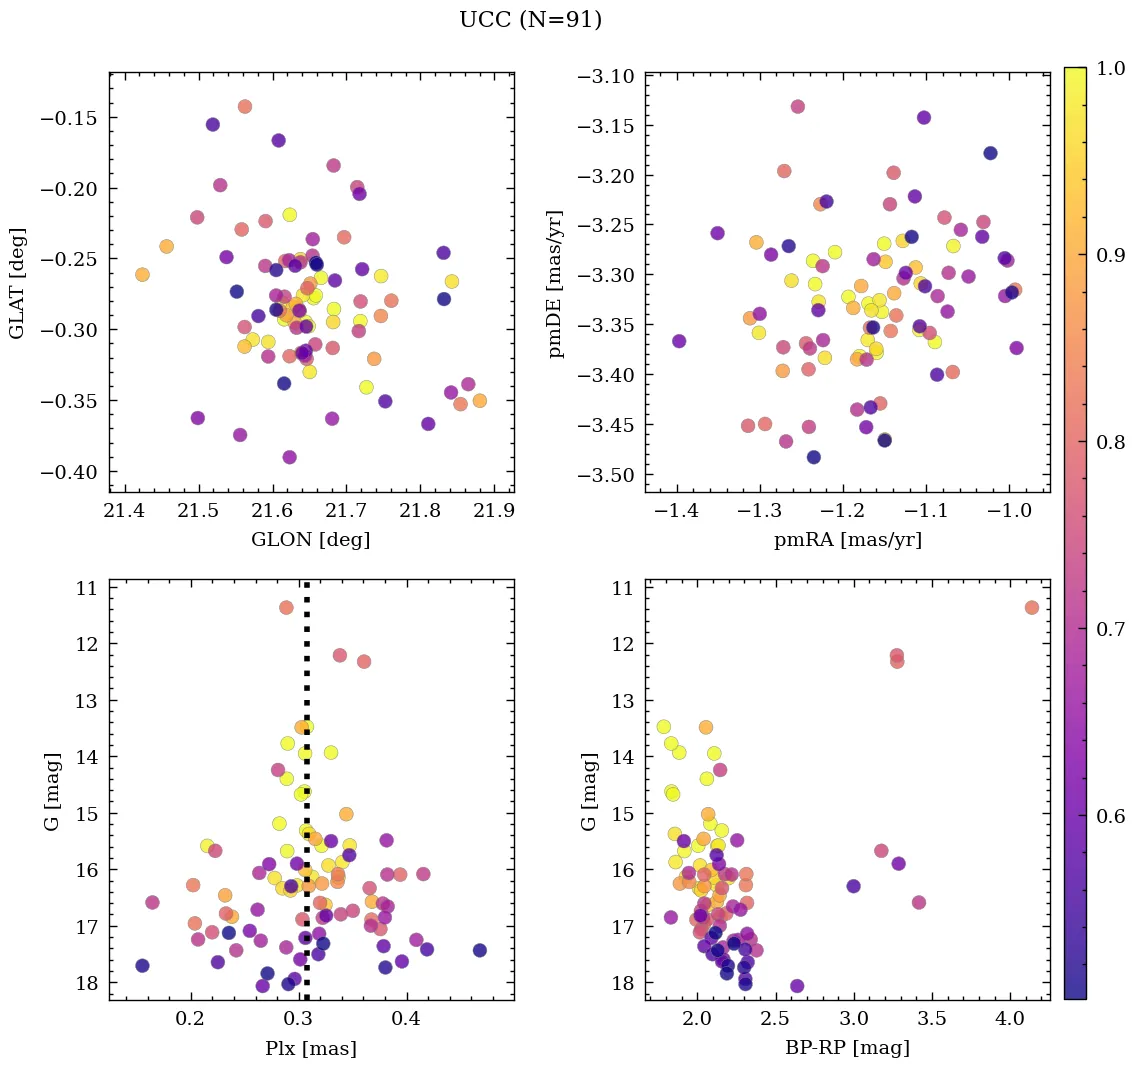 UCC (N=91)
−0.15
−0.20
−0.25
−0.30
−0.35
−0.40
GLAT [deg]
21.4 21.5 21.6 21.7 21.8 21.9
GLON [deg]
−3.10
−3.15
−3.20
−3.25
−3.30
−3.35
−3.40
−3.45
−3.50
pmDE [mas/yr]
−1.4 −1.3 −1.2 −1.1 −1.0
pmRA [mas/yr]
11
12
13
14
15
16
17
18
G [mag]
0.2 0.3 0.4
Plx [mas]
11
12
13
14
15
16
17
18
G [mag]
2.0 2.5 3.0 3.5 4.0
BP-RP [mag]
1.0
0.9
0.8
0.7
0.6